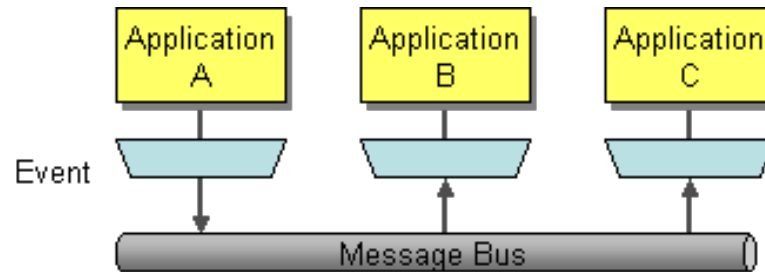 Application
A
Application
B
Application
C
Event
Message Bus